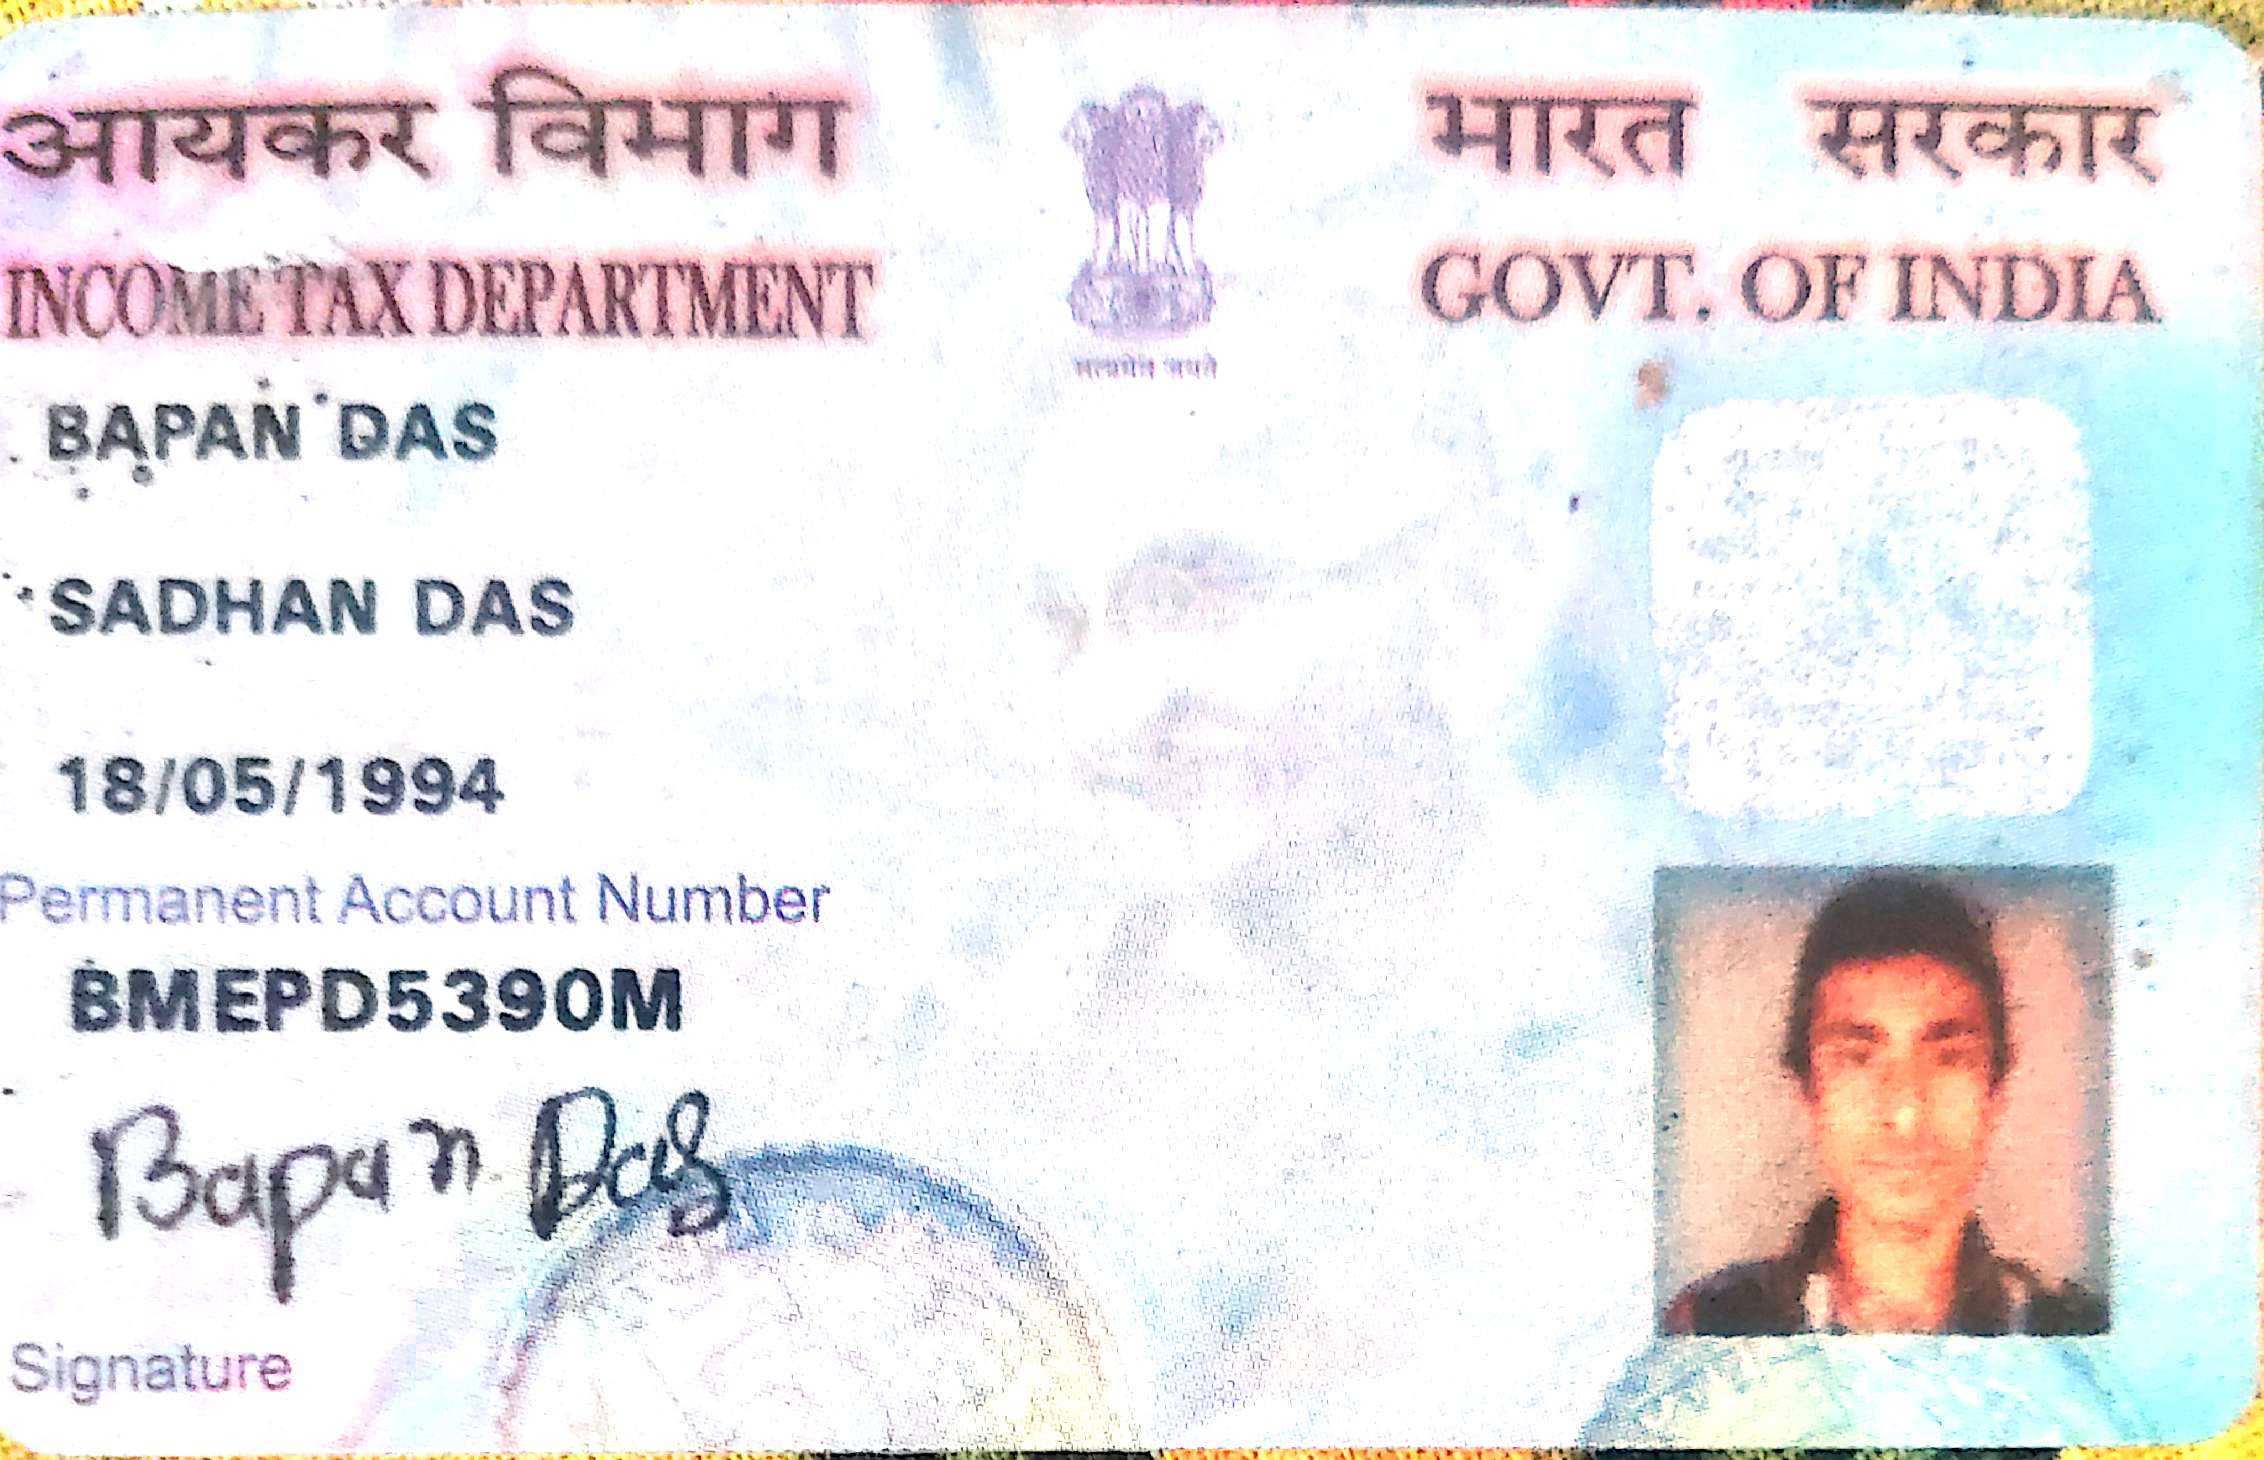 आयकर विभाग
INCOME TAX DEPARTMENT
भारत सरकार
GOVT. OF INDIA
सत्यमेव जयते
BAPAN DAS
SADHAN DAS
18/05/1994
Permanent Account Number
BMEPD5390M
Bapan Das
Signature